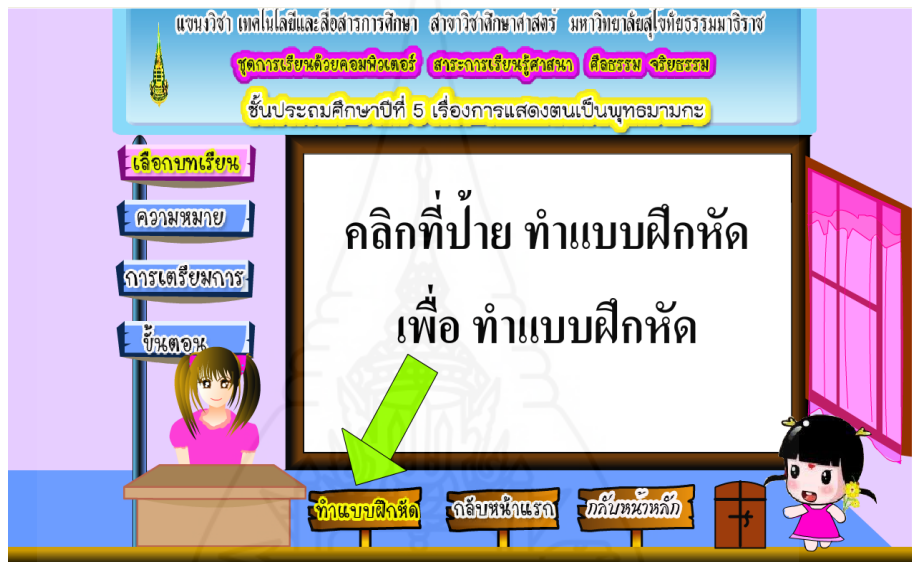 แขนงวิชา เทคโนโลยีและสื่อสารการศึกษา สาขาวิชาศึกษาศาสตร์ มหาวิทยาลัยสุโขทัยธรรมมาธิราช
ชุดการเรียนด้วยคอมพิวเตอร์ สาระการเรียนรู้ศาสนา ศีลธรรม จริยธรรม
ชั้นประถมศึกษาปีที่ 5 เรื่องการแสดงตนเป็นพุทธมามกะ
เลือกบทเรียน
ความหมาย
การเตรียมการ
ขั้นตอน
คลิกที่ป้าย ทำแบบฝึกหัด
เพื่อ ทำแบบฝึกหัด
ทำแบบฝึกหัด
กลับหน้าแรก
กลับหน้าหลัก